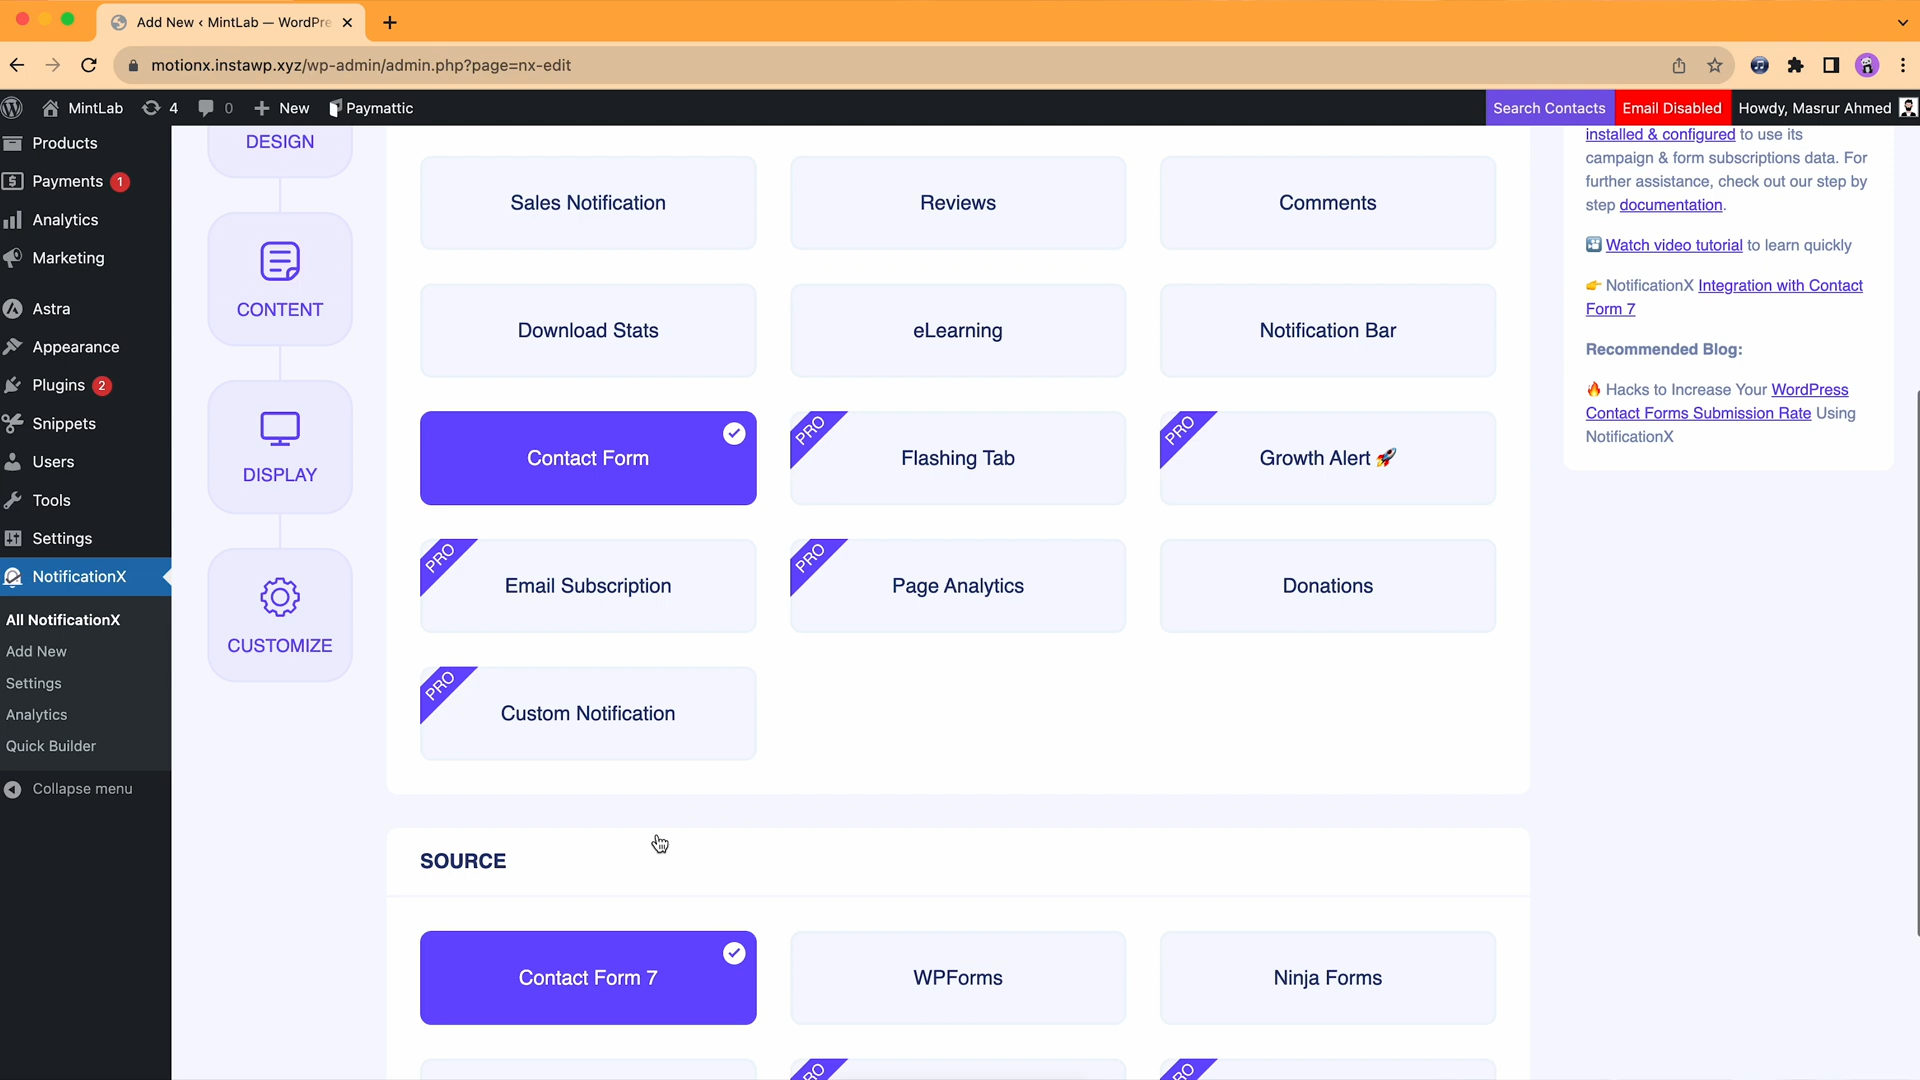 Add New ‹ MintLab — WordPre
motionx.instawp.xyz/wp-admin/admin.php?page=nx-edit
MintLab 4 0 New Paymattic Search Contacts Email Disabled Howdy, Masrur Ahmed
Products
Payments 1
Analytics
Marketing
Astra
Appearance
Plugins 2
Snippets
Users
Tools
Settings
NotificationX
All NotificationX
Add New
Settings
Analytics
Quick Builder
Collapse menu
DESIGN
CONTENT
DISPLAY
CUSTOMIZE
Sales Notification
Reviews
Comments
Download Stats
eLearning
Notification Bar
Contact Form
PRO
Flashing Tab
PRO
Growth Alert 🚀
PRO
Email Subscription
PRO
Page Analytics
Donations
PRO
Custom Notification
SOURCE
Contact Form 7
WPForms
Ninja Forms
PRO
PRO
installed & configured to use its
campaign & form subscriptions data. For
further assistance, check out our step by
step documentation.
🎦 Watch video tutorial to learn quickly
👉 NotificationX Integration with Contact
Form 7
Recommended Blog:
🔥 Hacks to Increase Your WordPress
Contact Forms Submission Rate Using
NotificationX